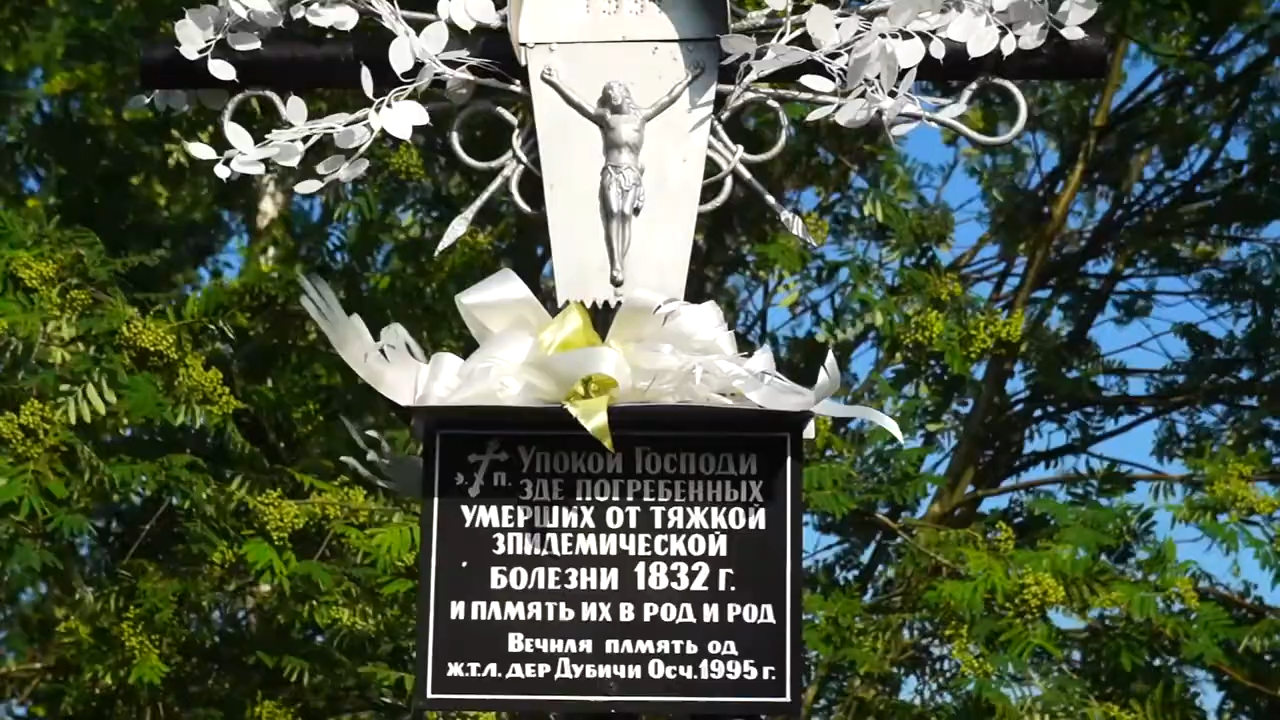 Э. П. Упокой Господи
зде погребенных
умерших от тяжкой
зпидемической
болезни 1832 г.
и память их в род и род
Вечная память од
ж.т.л. дер Дубичи Осч. 1995 г.